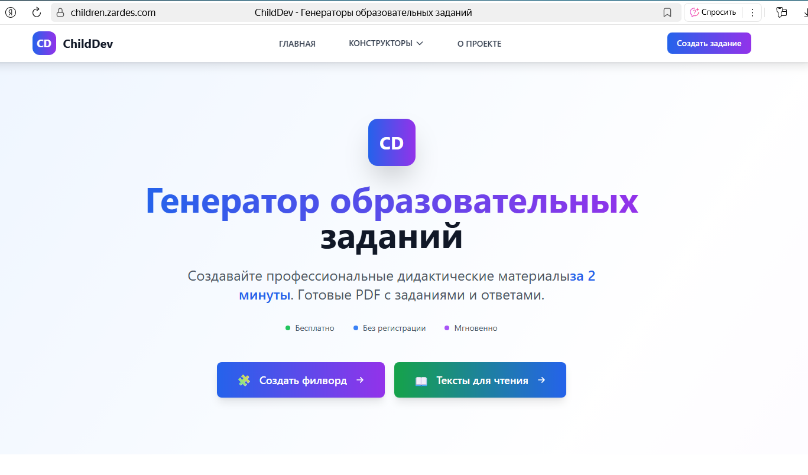 children.zardes.com
ChildDev - Генераторы образовательных заданий
Спросить
CD ChildDev
ГЛАВНАЯ
КОНСТРУКТОРЫ
О ПРОЕКТЕ
Создать задание
CD
Генератор образовательных
заданий
Создавайте профессиональные дидактические материалыза 2
минуты. Готовые PDF с заданиями и ответами.
Бесплатно
Без регистрации
Мгновенно
Создать филворд →
Тексты для чтения →